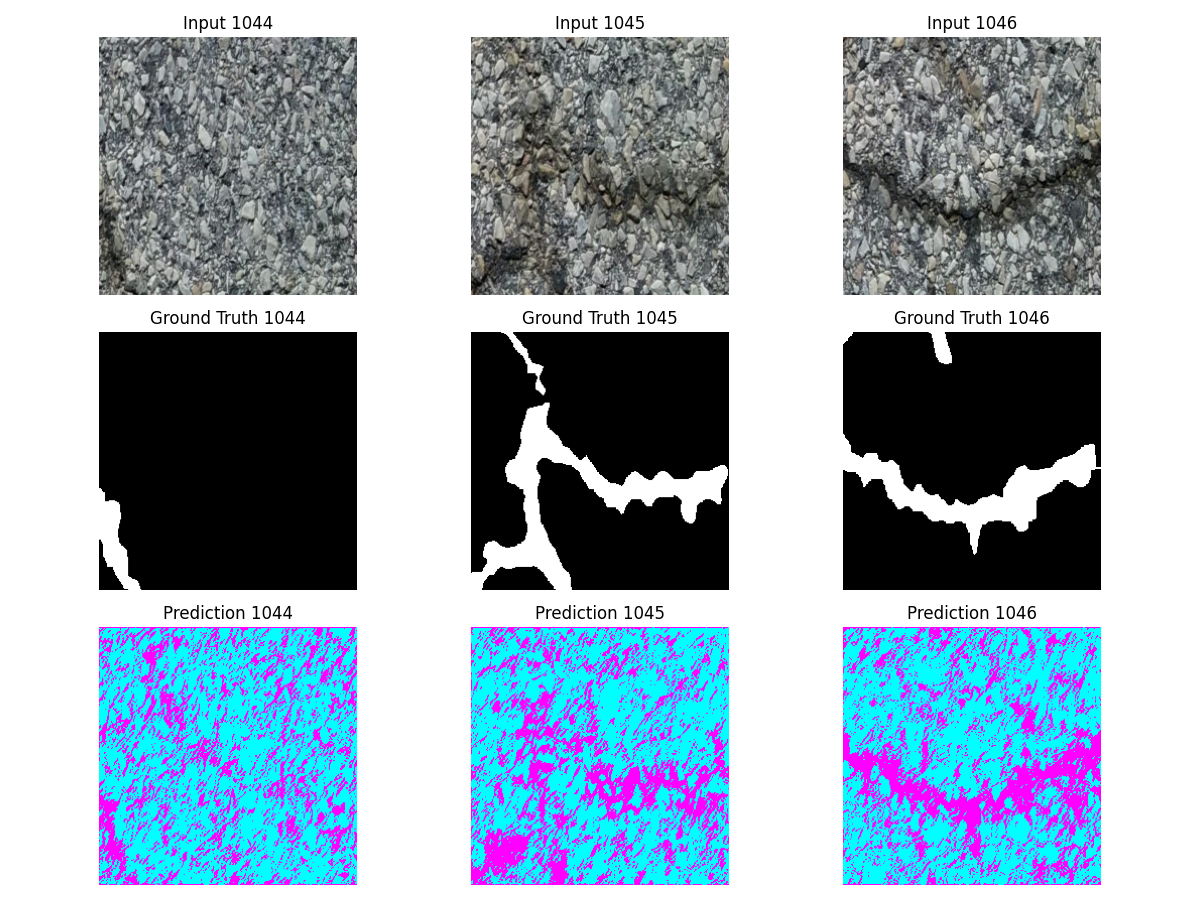 Input 1044
Input 1045
Input 1046
Ground Truth 1044
Ground Truth 1045
Ground Truth 1046
Prediction 1044
Prediction 1045
Prediction 1046